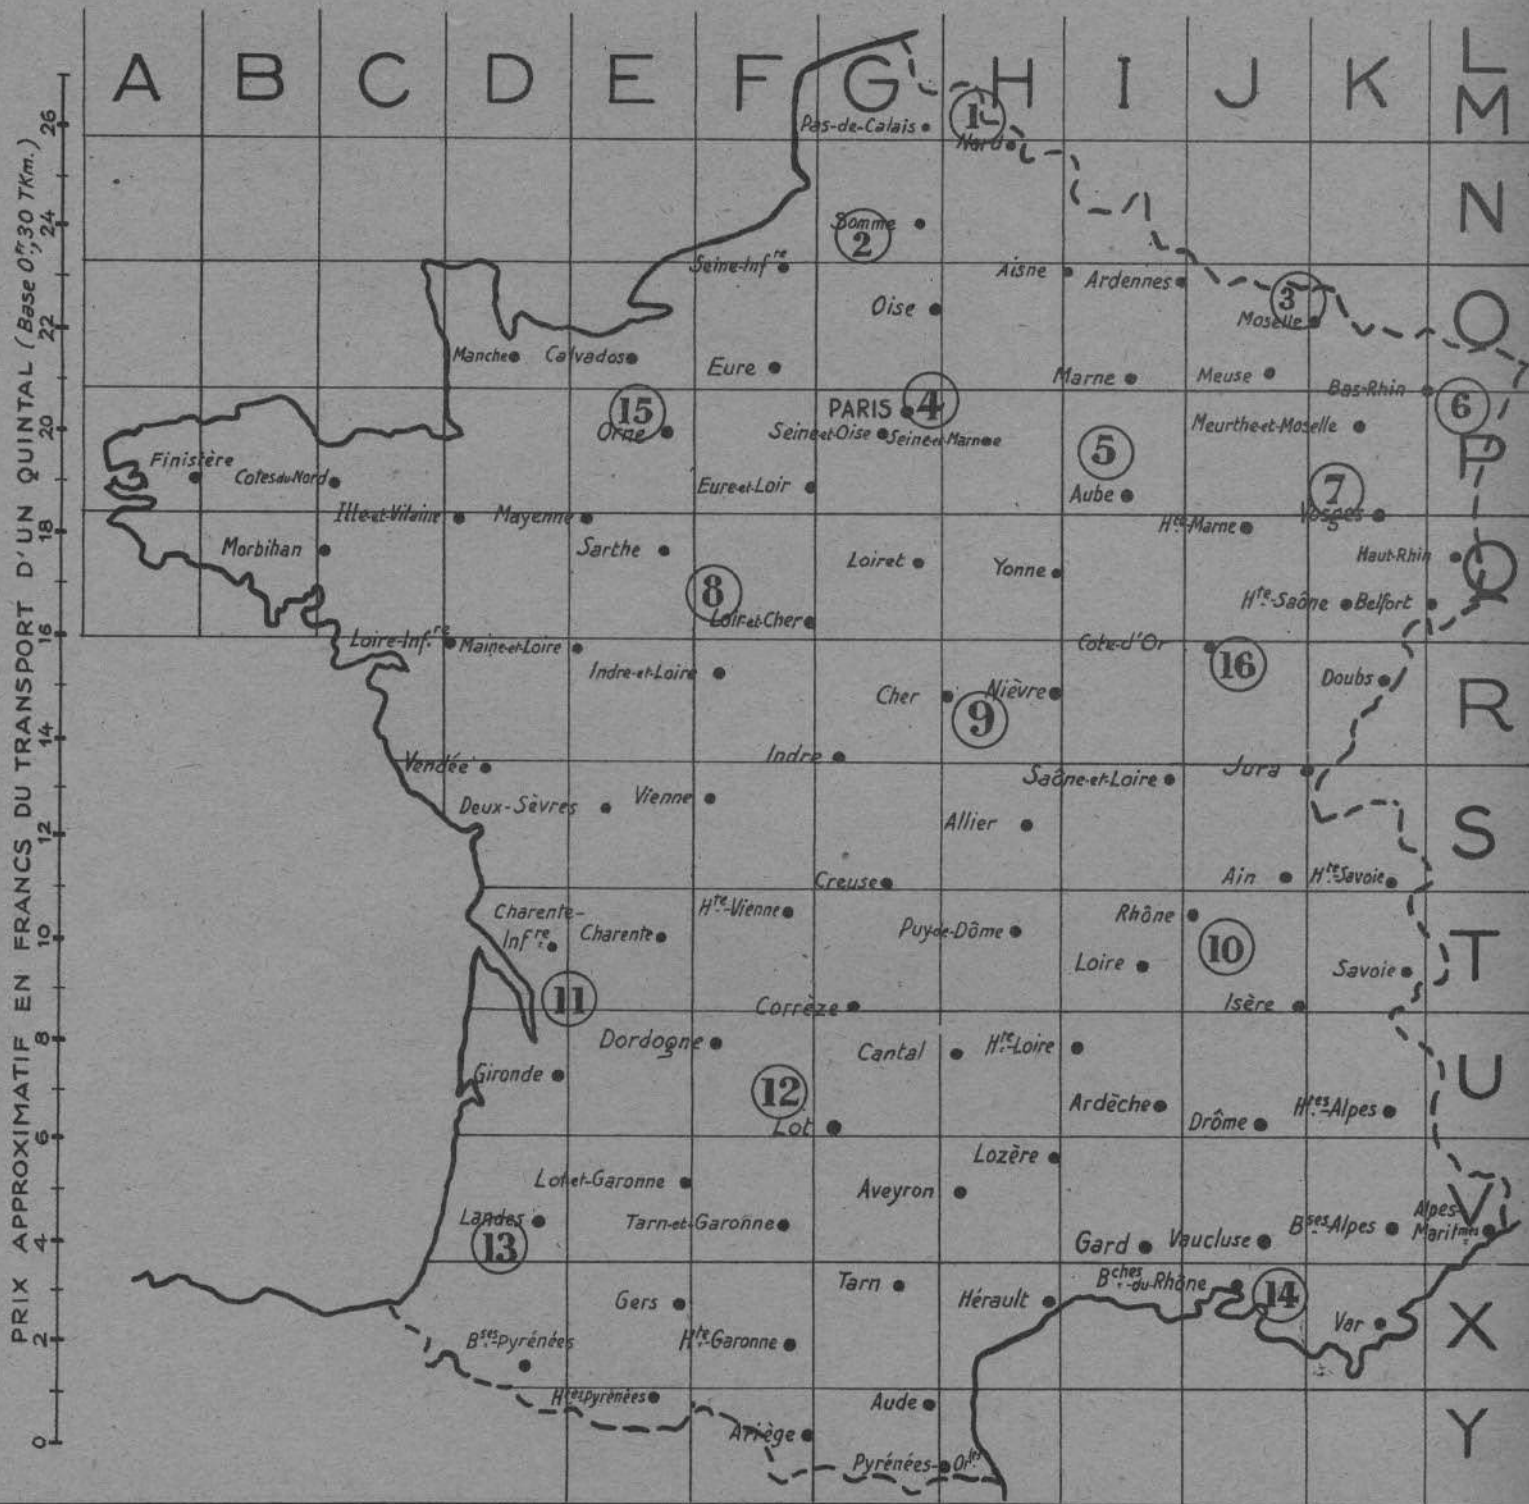 A B C D E F G H I J K L
M
N
O
P
Q
R
S
T
U
V
X
Y
PRIX APPROXIMATIF EN FRANCS DU TRANSPORT D'UN QUINTAL (Base 0fr,30 TKm.)
26
24
22
20
18
16
14
12
10
8
6
4
2
0
Pas-de-Calais
1
Nord
Somme
2
Seine-Infre
Aisne
Ardennes
Oise
3
Moselle
Manche
Calvados
Eure
Marne
Meuse
Bas-Rhin
15
PARIS
4
6
Orne
Seine-et-Oise
Seine-et-Marne
Meurthe-et-Moselle
Finistère
Cotes du Nord
5
Eure-et-Loir
Aube
7
Ille-et-Vilaine
Mayenne
Hte-Marne
Vosges
Morbihan
Sarthe
Loiret
Yonne
Haut-Rhin
8
Loir-et-Cher
Hte-Saône
Belfort
Loire-Inf.re
Maine-et-Loire
Cote-d'Or
16
Indre-et-Loire
Doubs
Cher
Nièvre
9
Vendée
Indre
Saône-et-Loire
Jura
Deux-Sèvres
Vienne
Allier
Creuse
Ain
Hte-Savoie
Charente-
Infre
Charente
Hte-Vienne
Puy-de-Dôme
Rhône
10
Loire
Savoie
11
Corrèze
Isère
Dordogne
Cantal
Hte-Loire
Gironde
12
Ardèche
Drôme
Htes-Alpes
Lot
Lozère
Lot-et-Garonne
Aveyron
Landes
13
Tarn-et-Garonne
Gard
Vaucluse
Bses-Alpes
Alpes-
Maritmes
Tarn
Bches-du-Rhône
14
Gers
Hérault
Bses-Pyrénées
Hte-Garonne
Var
Htes Pyrénées
Aude
Ariège
Pyrénées-Orles